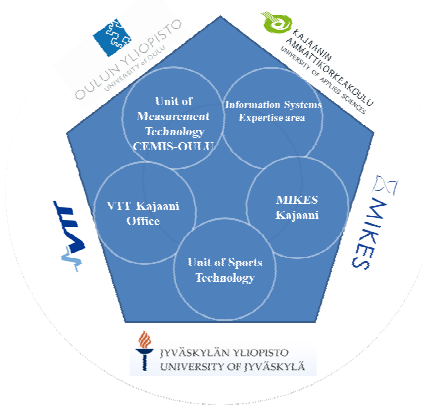 OULUN YLIOPISTO
UNIVERSITY of OULU
KAJAANIN
AMMATTIKORKEAKOULU
UNIVERSITY OF APPLIED SCIENCES
Unit of
Measurement
Technology
CEMIS-OULU
Information Systems
Expertise area
VTT Kajaani
Office
MIKES
Kajaani
Unit of Sports
Technology
VTT
MIKES
JYVÄSKYLÄN YLIOPISTO
UNIVERSITY OF JYVÄSKYLÄ